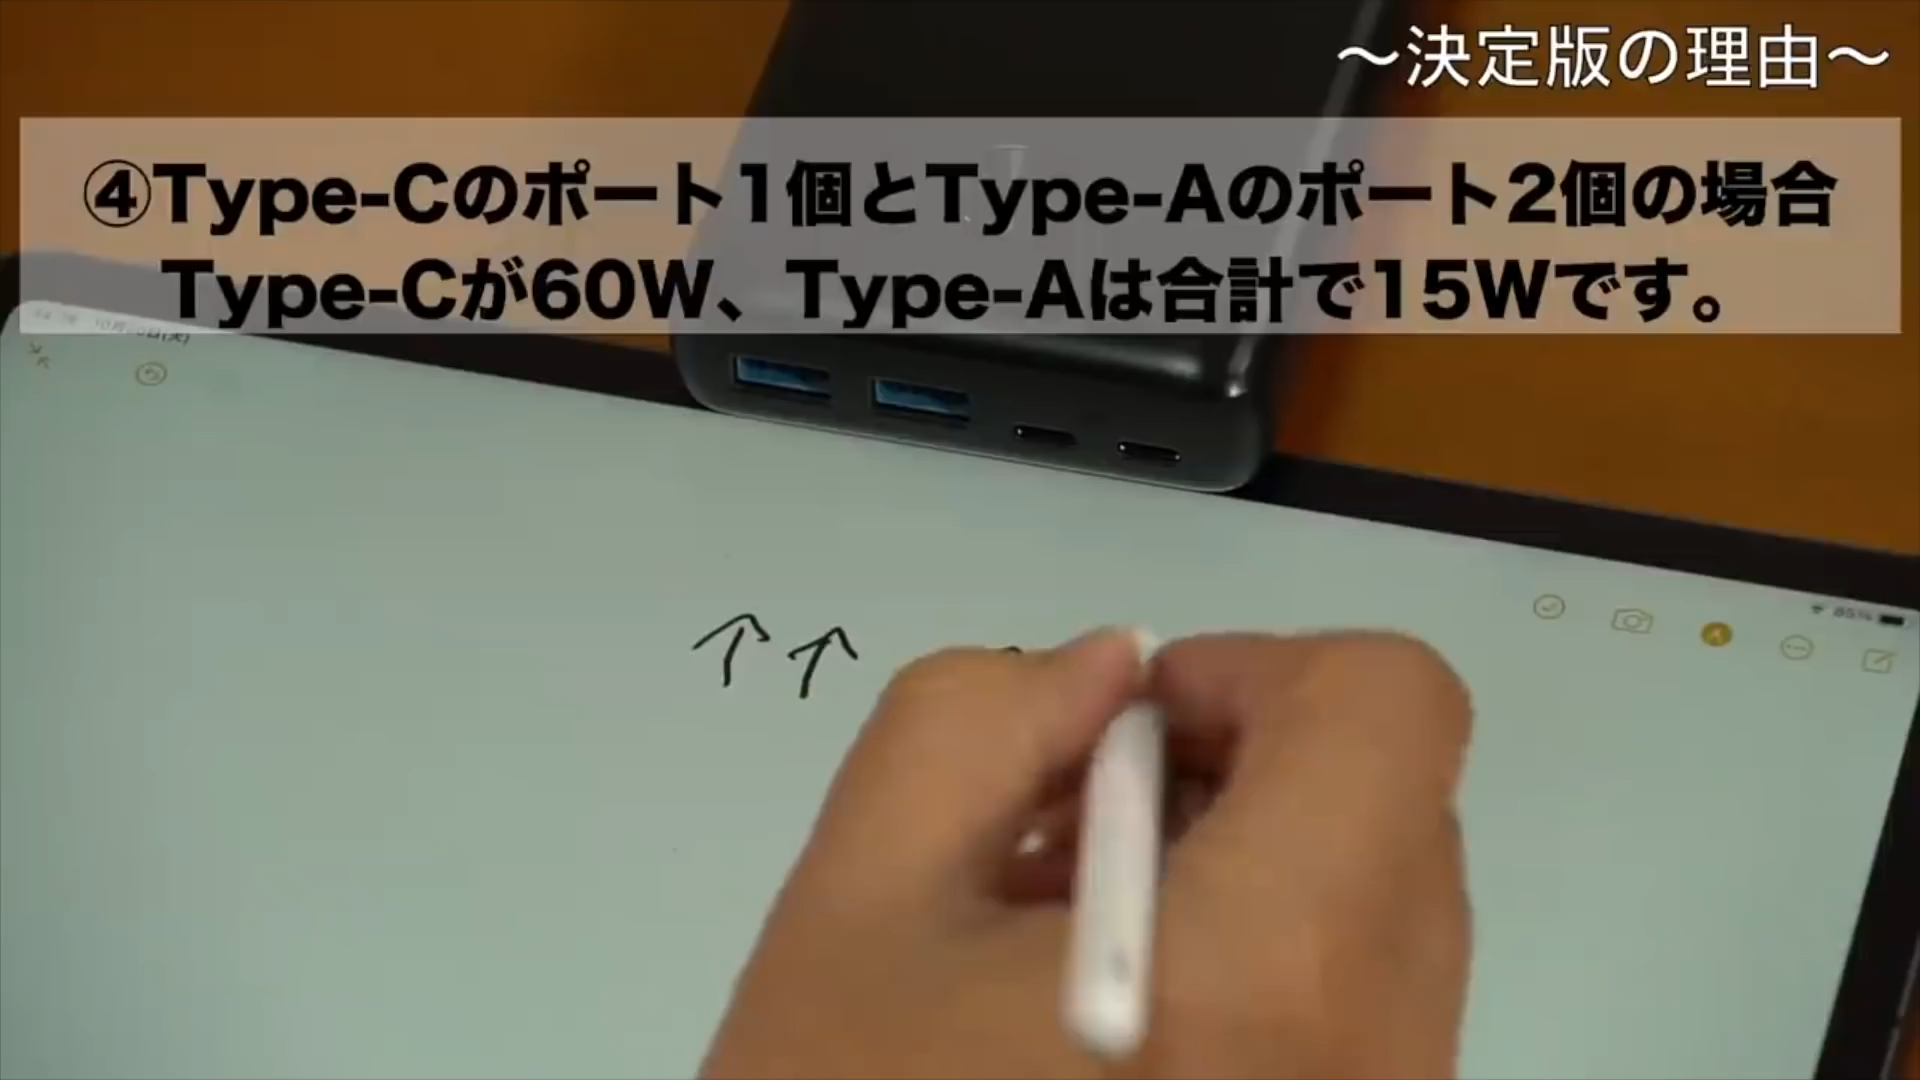 〜決定版の理由〜
④Type-Cのポート1個とType-Aのポート2個の場合
Type-Cが60W、Type-Aは合計で15Wです。
85%